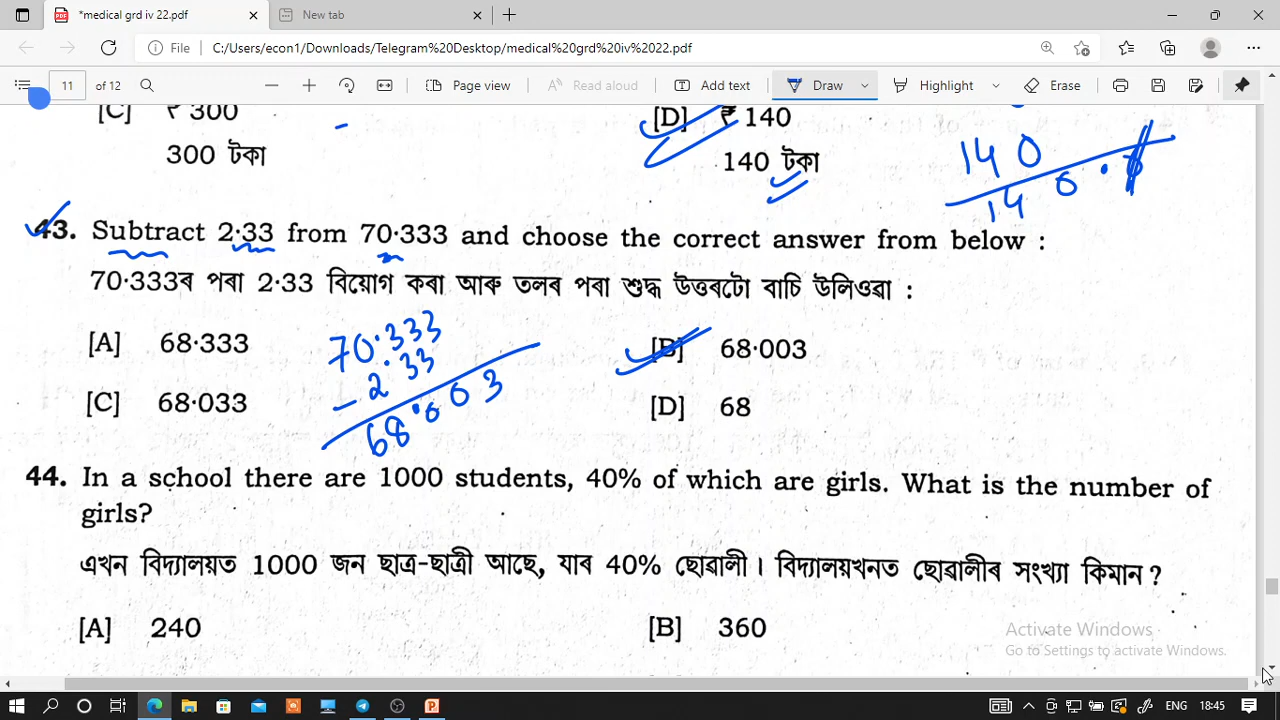 *medical grd iv 22.pdf
New tab
File C:/Users/econ1/Downloads/Telegram%20Desktop/medical%20grd%20iv%2022.pdf
11 of 12 Page view Read aloud Add text Draw Highlight Erase
[C] ₹ 300 [D] ₹ 140
300 টকা 140 টকা
140
14 0 .
43. Subtract 2·33 from 70·333 and choose the correct answer from below :
70·333ৰ পৰা 2·33 বিয়োগ কৰা আৰু তলৰ পৰা শুদ্ধ উত্তৰটো বাচি উলিওৱা :
[A] 68·333 [B] 68·003
[C] 68·033 [D] 68
70.333
- 2.33
68.003
44. In a school there are 1000 students, 40% of which are girls. What is the number of
girls?
এখন বিদ্যালয়ত 1000 জন ছাত্ৰ-ছাত্ৰী আছে, যাৰ 40% ছোৱালী। বিদ্যালয়খনত ছোৱালীৰ সংখ্যা কিমান ?
[A] 240 [B] 360
Activate Windows
Go to Settings to activate Windows.
ENG 18:45